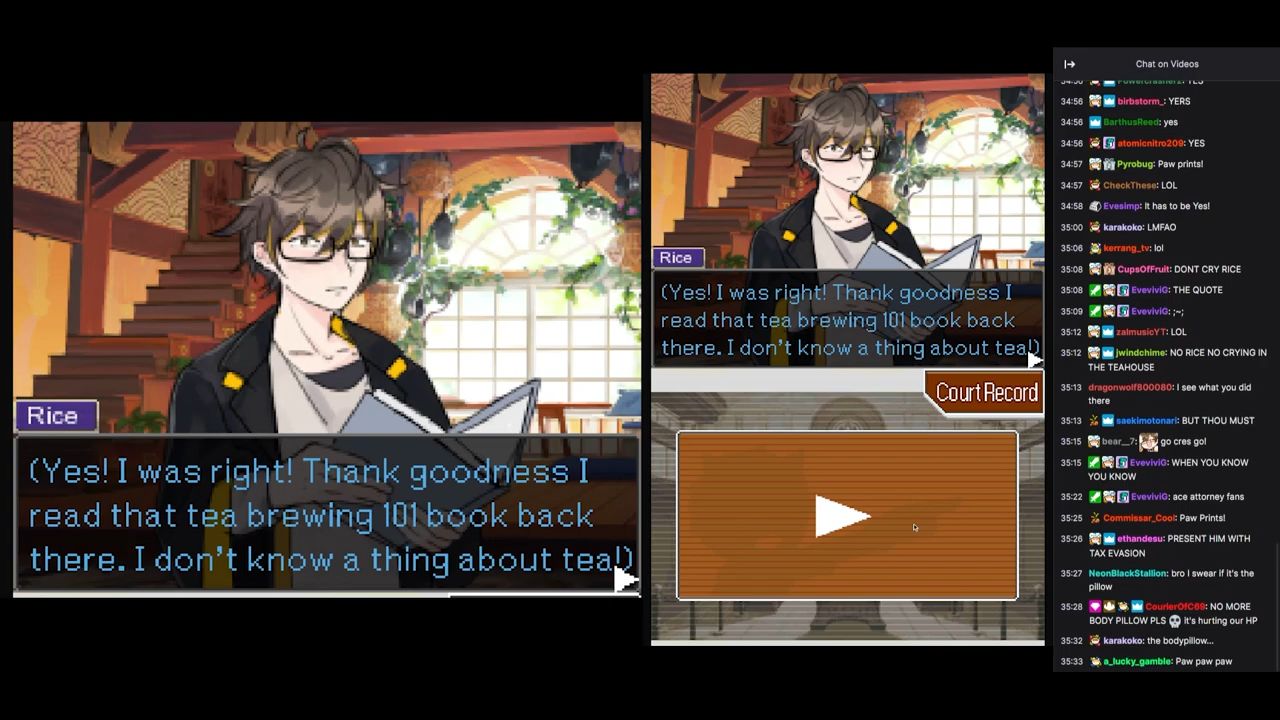 Rice
(Yes! I was right! Thank goodness I
read that tea brewing 101 book back
there. I don't know a thing about tea!)
Rice
(Yes! I was right! Thank goodness I
read that tea brewing 101 book back
there. I don't know a thing about tea!)
Court Record
Chat on Videos
34:56 birbstorm_: YERS
34:56 BarthusReed: yes
34:56 atomicnitro209: YES
34:57 Pyrobug: Paw prints!
34:57 CheckThese: LOL
34:58 Evesimp: It has to be Yes!
35:00 karakoko: LMFAO
35:06 kerrang_tv: lol
35:08 CupsOfFruit: DONT CRY RICE
35:08 EveviviG: THE QUOTE
35:09 EveviviG: ;~;
35:12 zalmusicYT: LOL
35:12 jwindchime: NO RICE NO CRYING IN
THE TEAHOUSE
35:13 dragonwolf800080: I see what you did
there
35:13 saekimotonari: BUT THOU MUST
35:15 bear__7: go cres go!
35:15 EveviviG: WHEN YOU KNOW
YOU KNOW
35:22 EveviviG: ace attorney fans
35:25 Commissar_Cool: Paw Prints!
35:26 ethandesu: PRESENT HIM WITH
TAX EVASION
35:27 NeonBlackStallion: bro I swear if it's the
pillow
35:28 CourierOfC69: NO MORE
BODY PILLOW PLS it's hurting our HP
35:32 karakoko: the bodypillow...
35:33 a_lucky_gamble: Paw paw paw